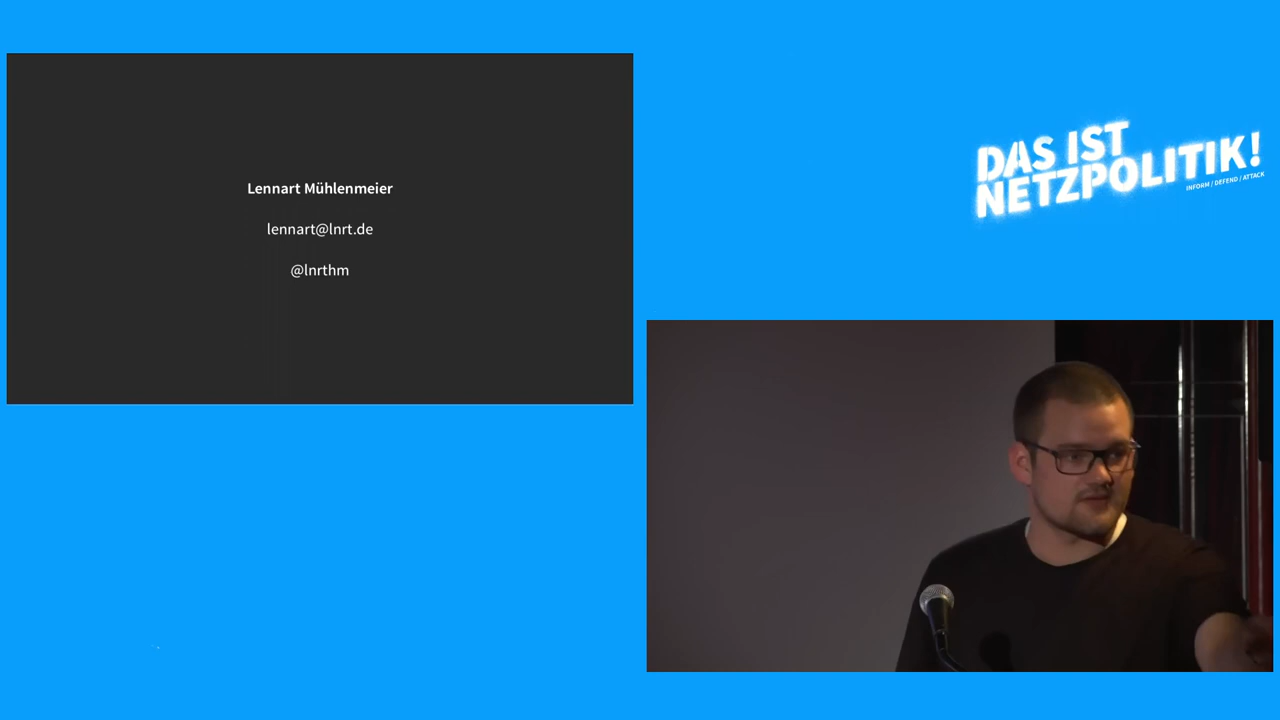 Lennart Mühlenmeier
lennart@lnrt.de
@lnrthm
DAS IST
NETZPOLITIK!
INFORM / DEFEND / ATTACK